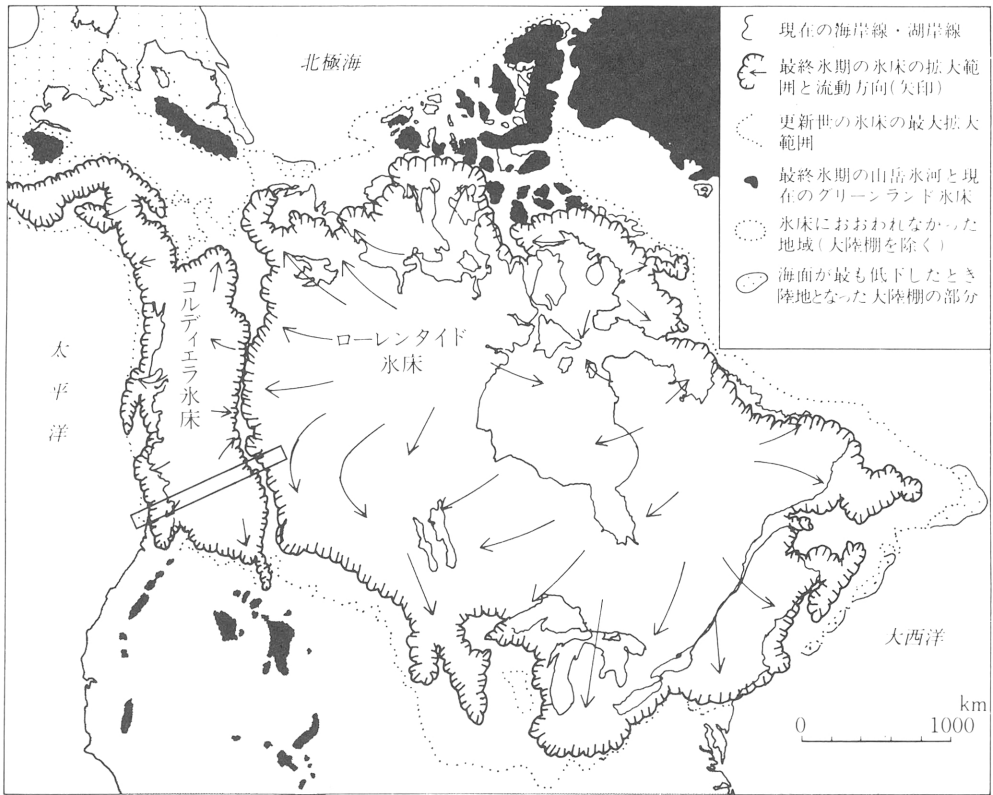 北極海
現在の海岸線・湖岸線
最終氷期の氷床の拡大範
囲と流動方向(矢印)
更新世の氷床の最大拡大
範囲
最終氷期の山岳氷河と現
在のグリーンランド氷床
氷床におおわれなかった
地域(大陸棚を除く)
海面が最も低下したとき
陸地となった大陸棚の部分
コルディエラ氷床
ローレンタイド
氷床
太平洋
大西洋
km
0 1000